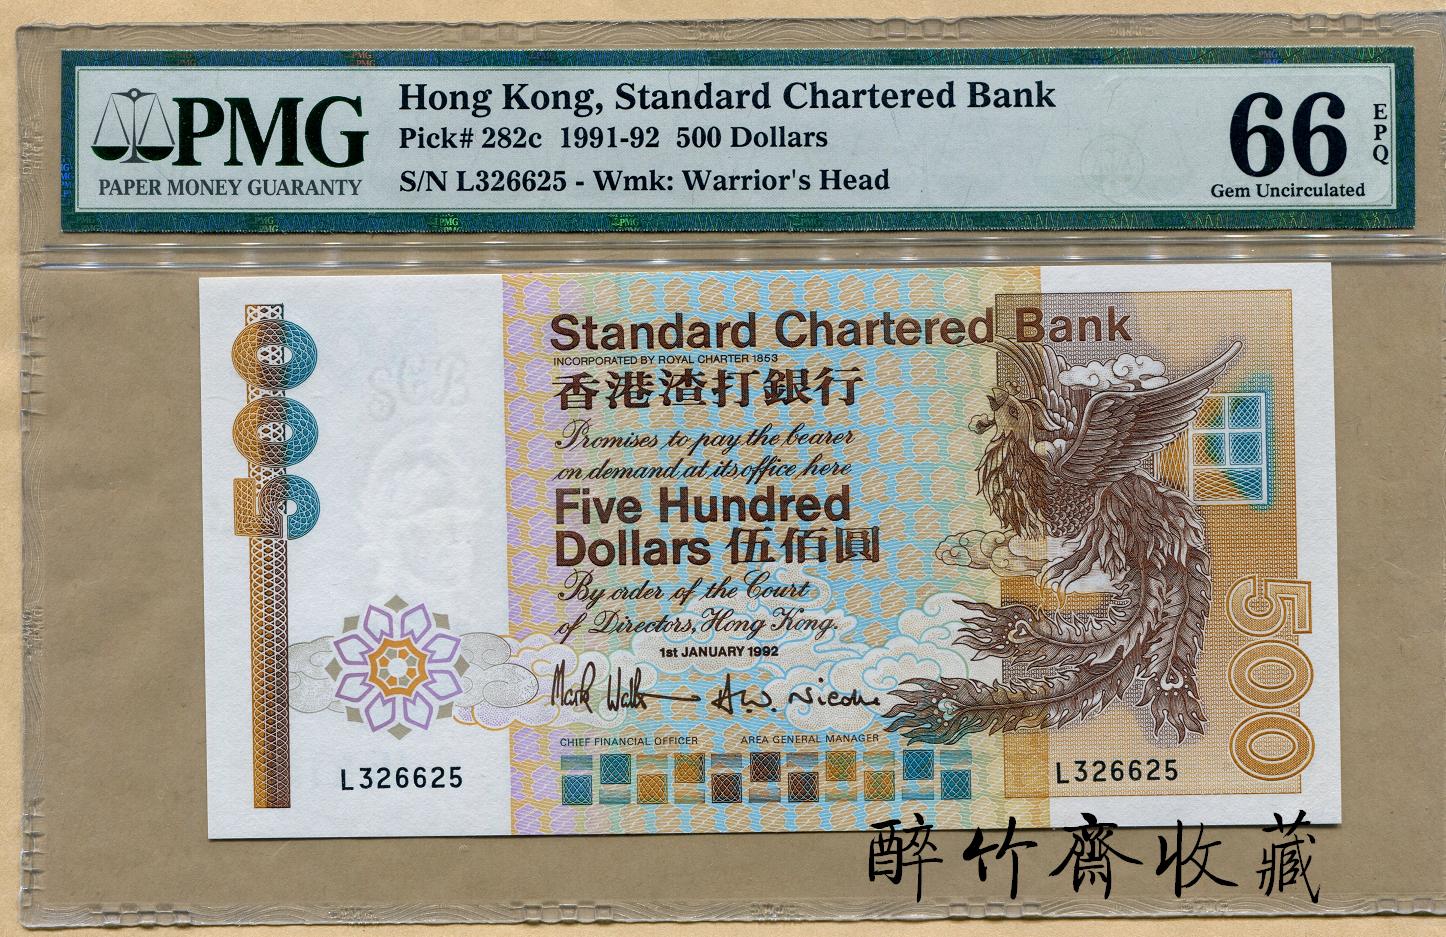 PMG
PAPER MONEY GUARANTY
Hong Kong, Standard Chartered Bank
Pick# 282c 1991-92 500 Dollars
S/N L326625 - Wmk: Warrior's Head
66
EPQ
Gem Uncirculated
Standard Chartered Bank
INCORPORATED BY ROYAL CHARTER 1853
香港渣打銀行
Promises to pay the bearer
on demand at its office here
Five Hundred
Dollars 伍佰圓
By order of the Court
of Directors, Hong Kong.
1st JANUARY 1992
CHIEF FINANCIAL OFFICER AREA GENERAL MANAGER
L326625
L326625
500
500
SCB
醉竹齋收藏